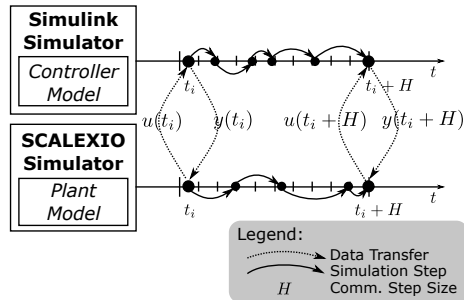 Simulink
Simulator
Controller
Model
t_i
t_i + H
t
u(t_i)
y(t_i)
u(t_i + H)
y(t_i + H)
SCALEXIO
Simulator
Plant
Model
t_i
t_i + H
t
Legend:
Data Transfer
Simulation Step
H Comm. Step Size